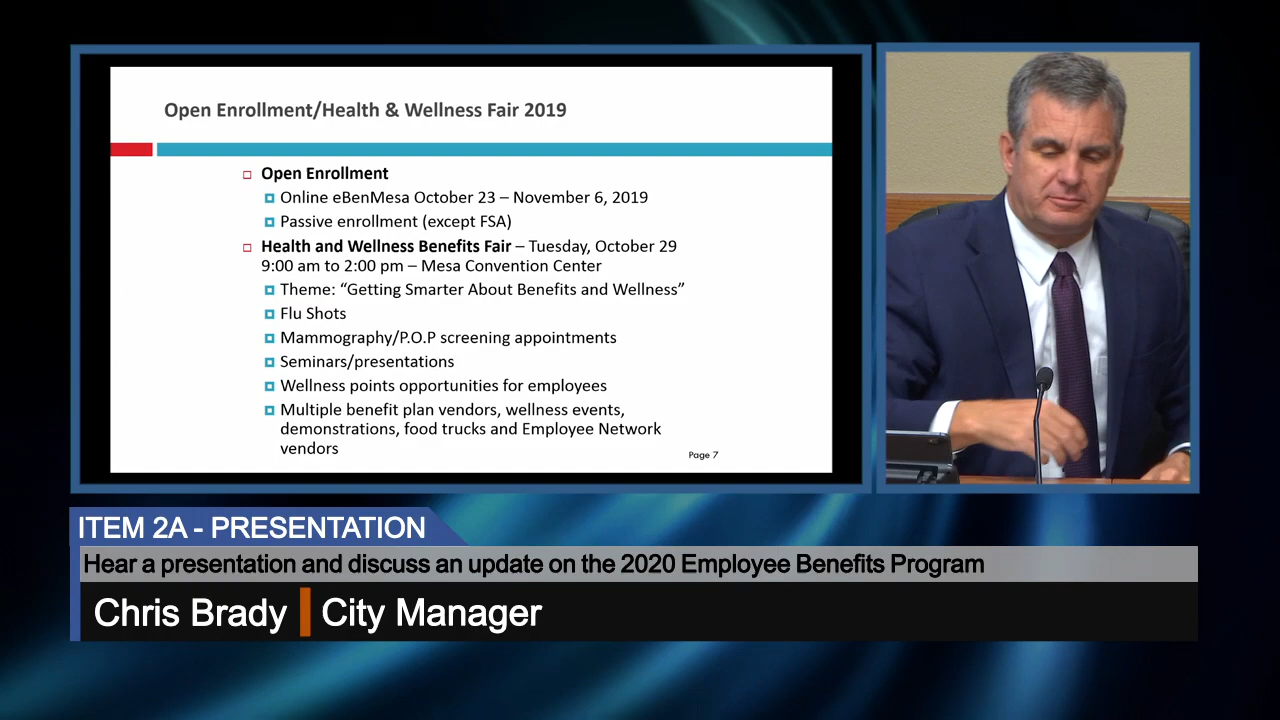 Open Enrollment/Health & Wellness Fair 2019
Open Enrollment
Online eBenMesa October 23 – November 6, 2019
Passive enrollment (except FSA)
Health and Wellness Benefits Fair – Tuesday, October 29
9:00 am to 2:00 pm – Mesa Convention Center
Theme: “Getting Smarter About Benefits and Wellness”
Flu Shots
Mammography/P.O.P screening appointments
Seminars/presentations
Wellness points opportunities for employees
Multiple benefit plan vendors, wellness events,
demonstrations, food trucks and Employee Network
vendors
Page 7
ITEM 2A - PRESENTATION
Hear a presentation and discuss an update on the 2020 Employee Benefits Program
Chris Brady City Manager